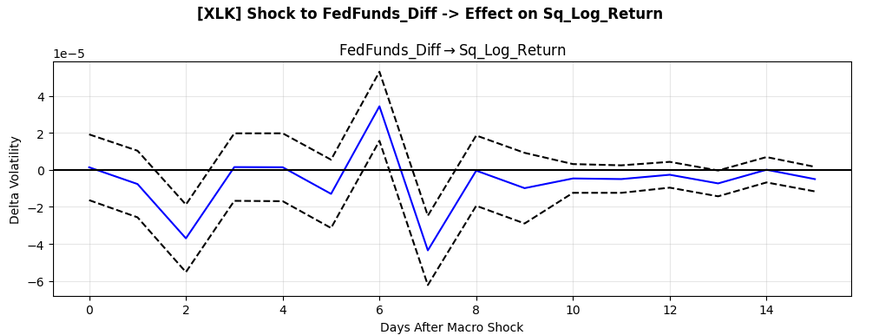 [XLK] Shock to FedFunds_Diff -> Effect on Sq_Log_Return
1e−5
FedFunds_Diff → Sq_Log_Return
Delta Volatility
4
2
0
−2
−4
−6
0 2 4 6 8 10 12 14
Days After Macro Shock